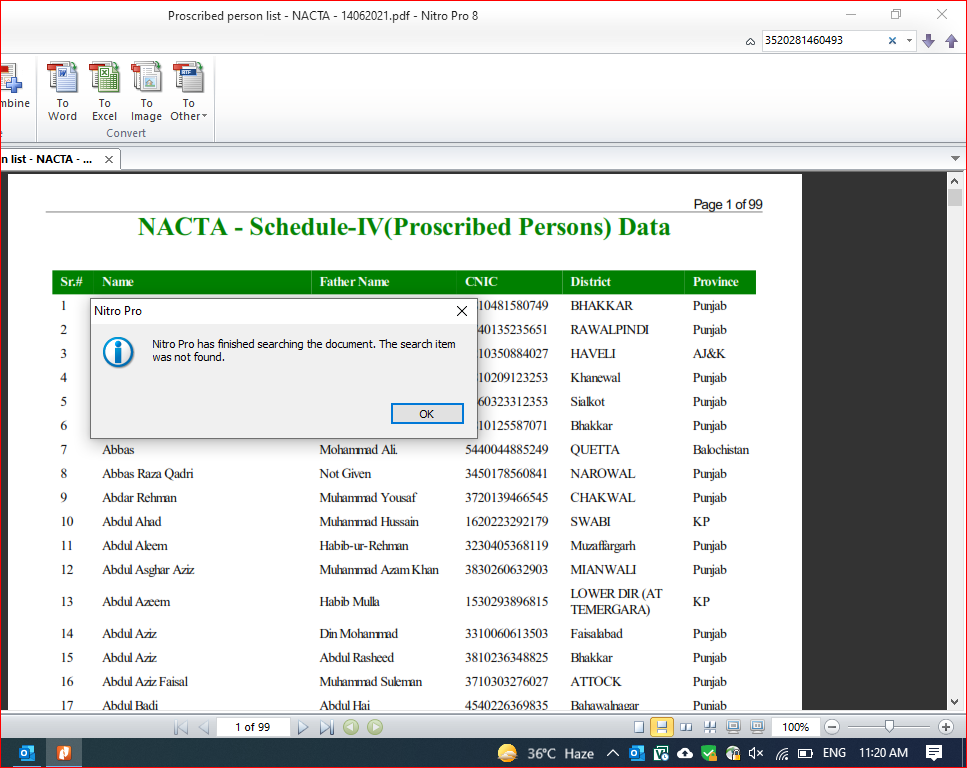 Proscribed person list - NACTA - 14062021.pdf - Nitro Pro 8
3520281460493
mbine
To Word
To Excel
To Image
To Other
Convert
n list - NACTA - ...
Page 1 of 99
NACTA - Schedule-IV(Proscribed Persons) Data
Sr.# Name Father Name CNIC District Province
1 10481580749 BHAKKAR Punjab
2 40135235651 RAWALPINDI Punjab
3 10350884027 HAVELI AJ&K
4 10209123253 Khanewal Punjab
5 60323312353 Sialkot Punjab
6 10125587071 Bhakkar Punjab
Nitro Pro
Nitro Pro has finished searching the document. The search item
was not found.
OK
7 Abbas Mohammad Ali. 5440044885249 QUETTA Balochistan
8 Abbas Raza Qadri Not Given 3450178560841 NAROWAL Punjab
9 Abdar Rehman Muhammad Yousaf 3720139466545 CHAKWAL Punjab
10 Abdul Ahad Muhammad Hussain 1620223292179 SWABI KP
11 Abdul Aleem Habib-ur-Rehman 3230405368119 Muzaffargarh Punjab
12 Abdul Asghar Aziz Muhammad Azam Khan 3830260632903 MIANWALI Punjab
13 Abdul Azeem Habib Mulla 1530293896815 LOWER DIR (AT TEMERGARA) KP
14 Abdul Aziz Din Mohammad 3310060613503 Faisalabad Punjab
15 Abdul Aziz Abdul Rasheed 3810236348825 Bhakkar Punjab
16 Abdul Aziz Faisal Muhammad Suleman 3710303276027 ATTOCK Punjab
17 Abdul Badi Abdul Hai 4540226369835 Bahawalnagar Punjab
1 of 99
100%
36°C Haze
ENG
11:20 AM